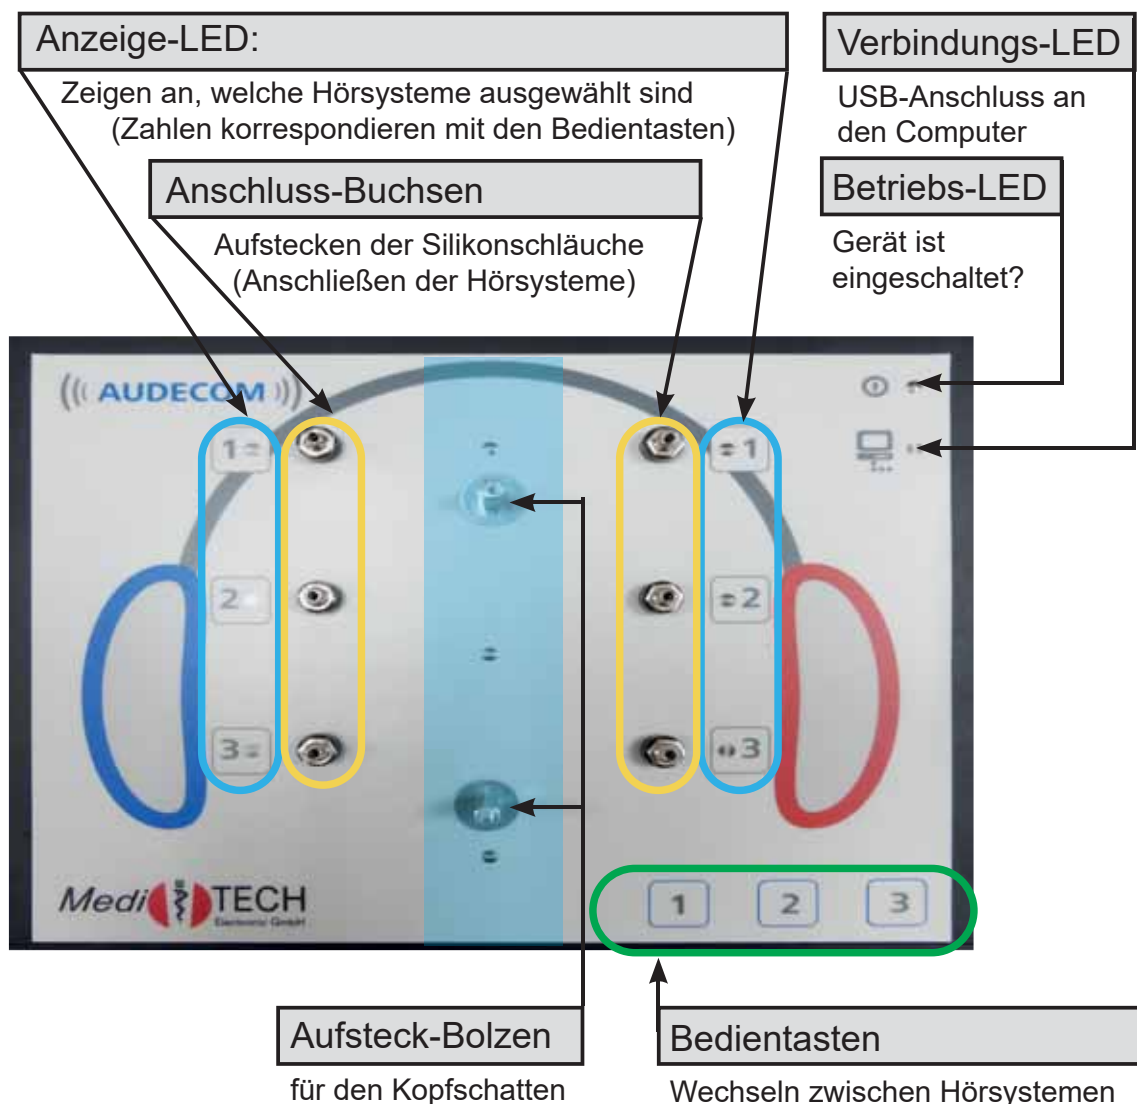 Anzeige-LED:
Zeigen an, welche Hörsysteme ausgewählt sind
(Zahlen korrespondieren mit den Bedientasten)
Verbindungs-LED
USB-Anschluss an
den Computer
Anschluss-Buchsen
Aufstecken der Silikonschläuche
(Anschließen der Hörsysteme)
Betriebs-LED
Gerät ist
eingeschaltet?
((( AUDECOM )))
1
1
2
2
3
3
Medi TECH
Electronic GmbH
1 2 3
Aufsteck-Bolzen
für den Kopfschatten
Bedientasten
Wechseln zwischen Hörsystemen